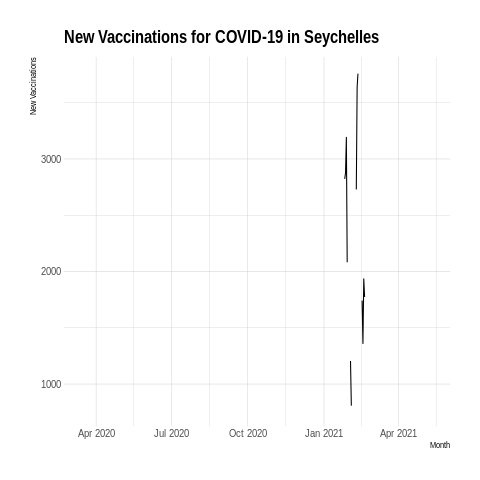 New Vaccinations for COVID-19 in Seychelles
New Vaccinations
3000
2000
1000
Apr 2020 Jul 2020 Oct 2020 Jan 2021 Apr 2021
Month